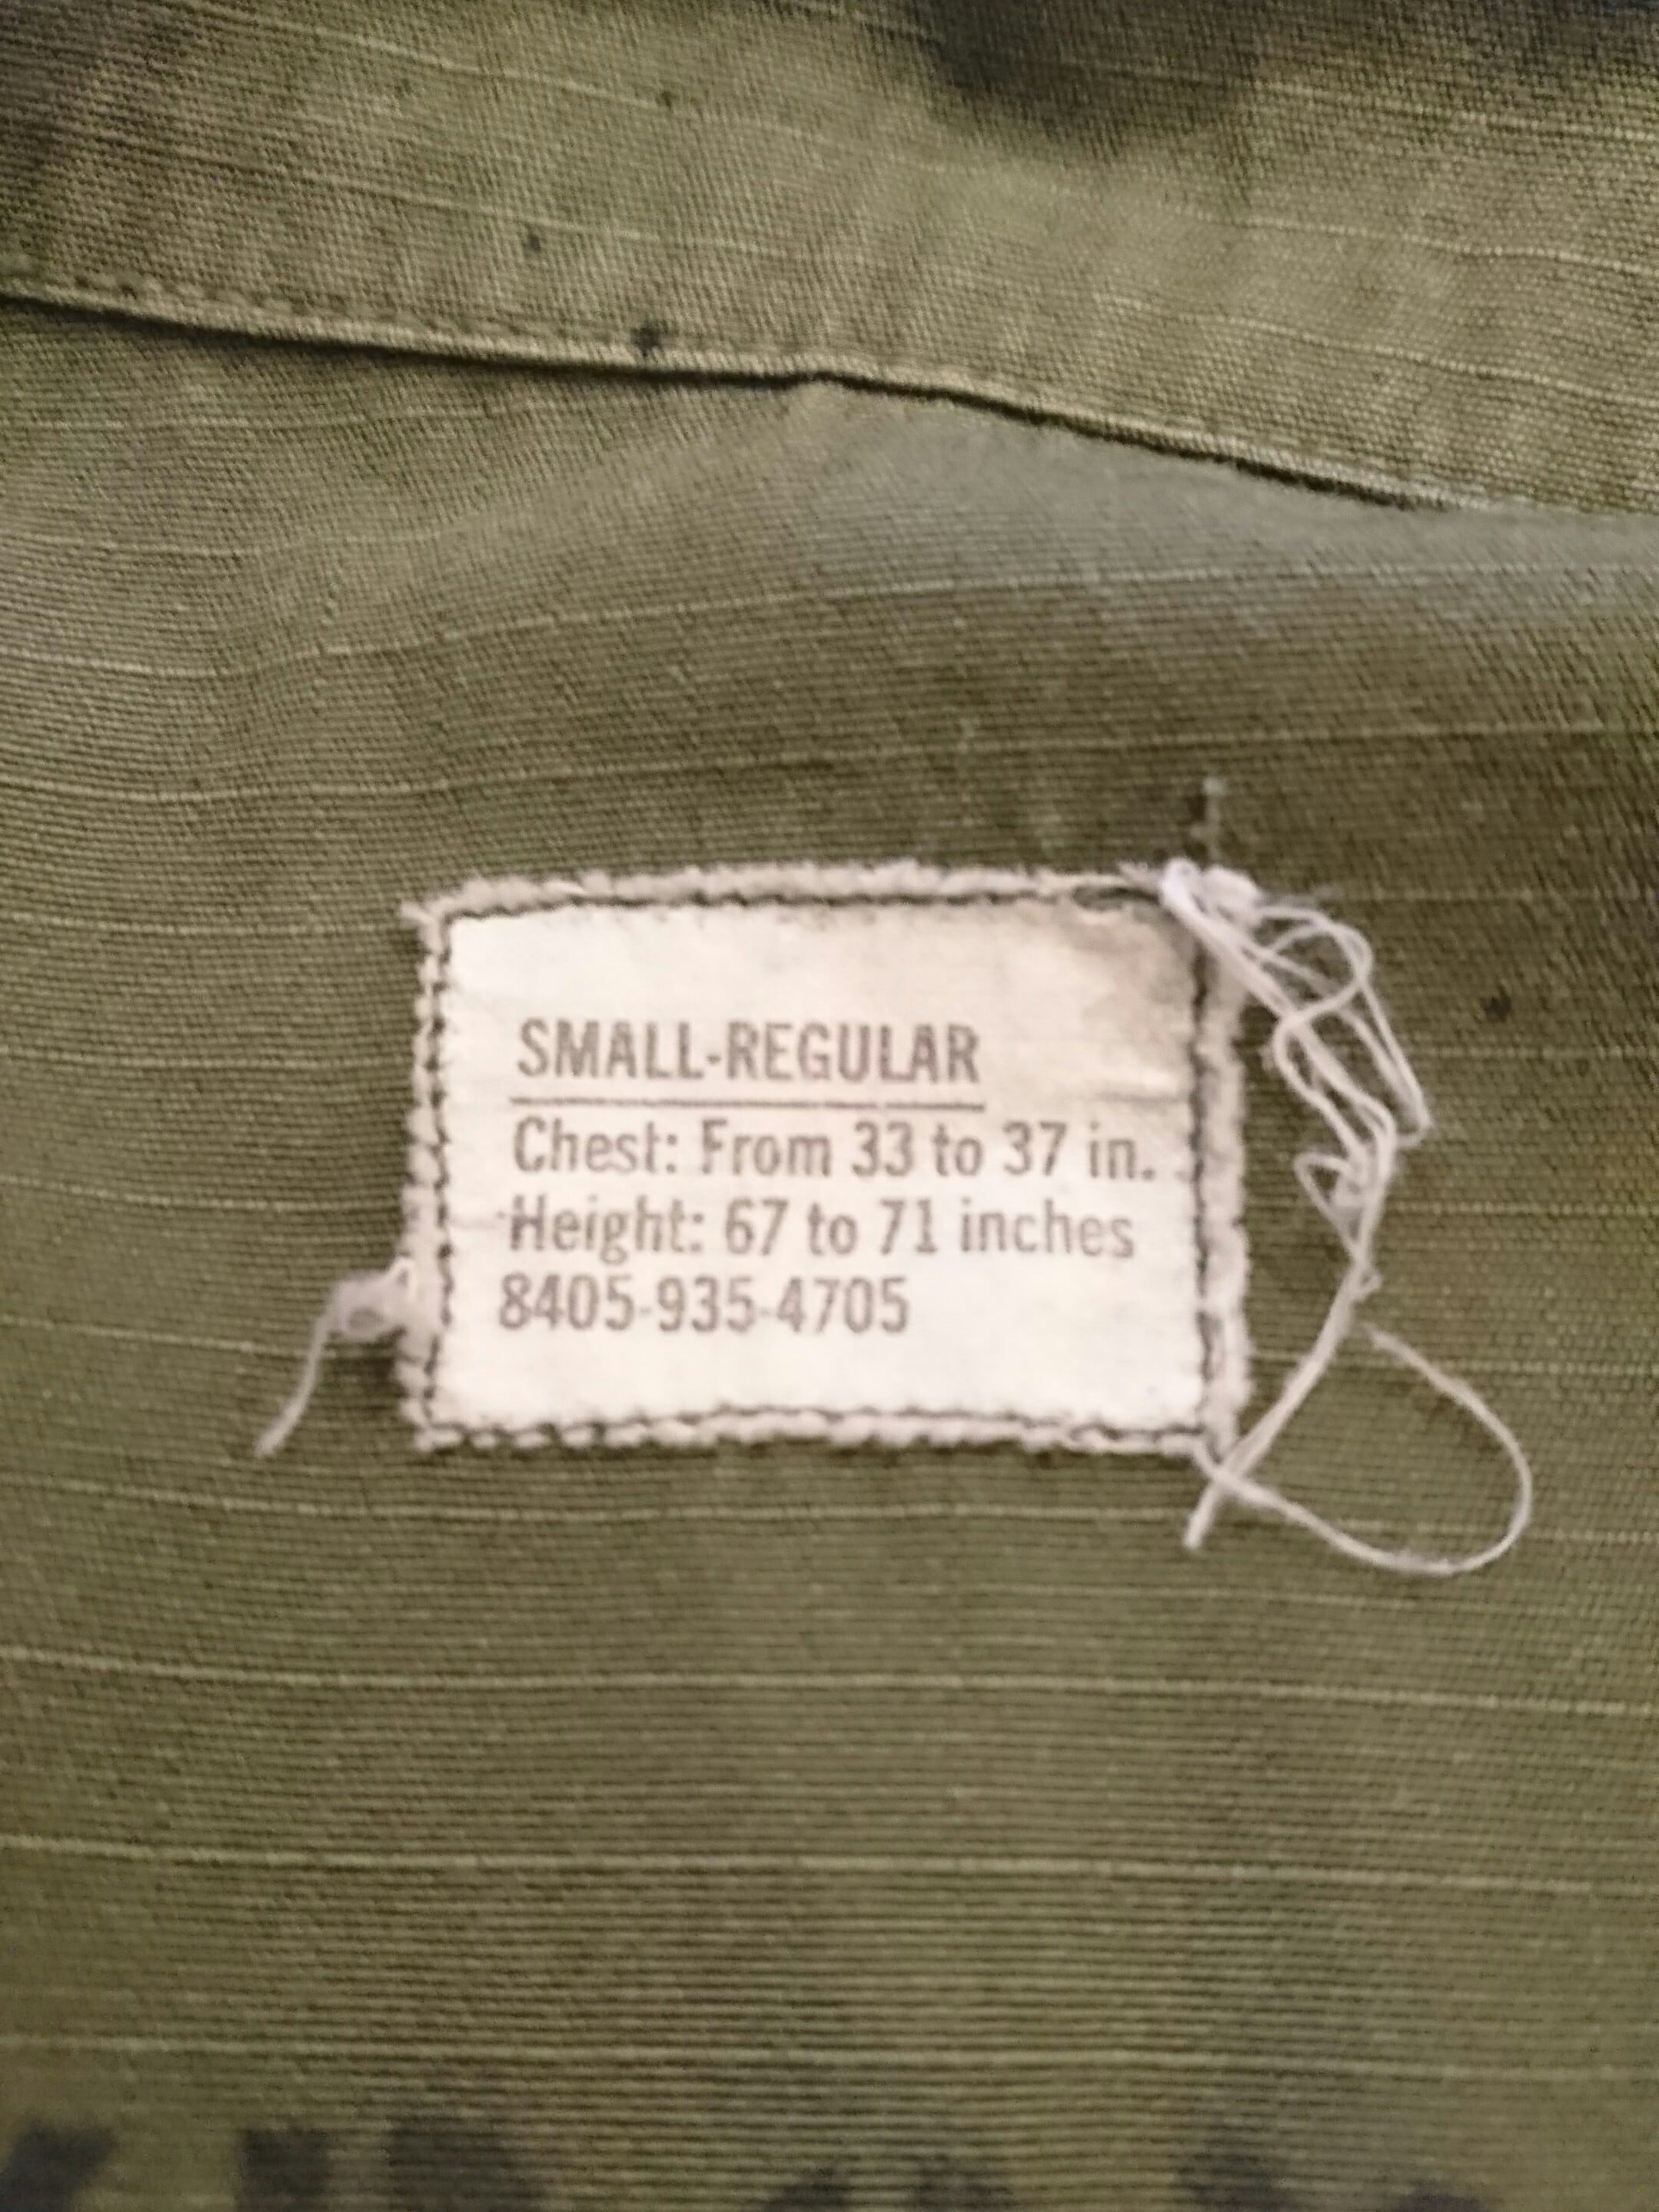 SMALL-REGULAR
Chest: From 33 to 37 in.
Height: 67 to 71 inches
8405-935-4705